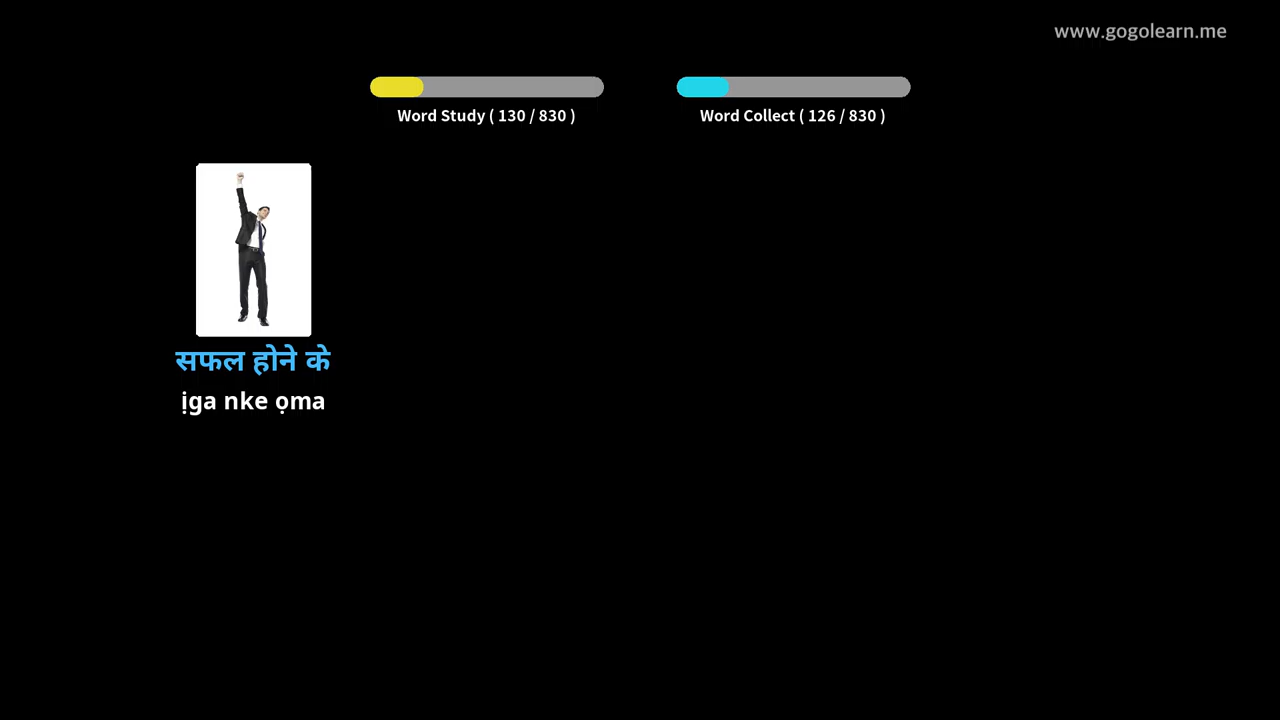 www.gogolearn.me
Word Study ( 130 / 830 )
Word Collect ( 126 / 830 )
सफल होने के
ịga nke ọma